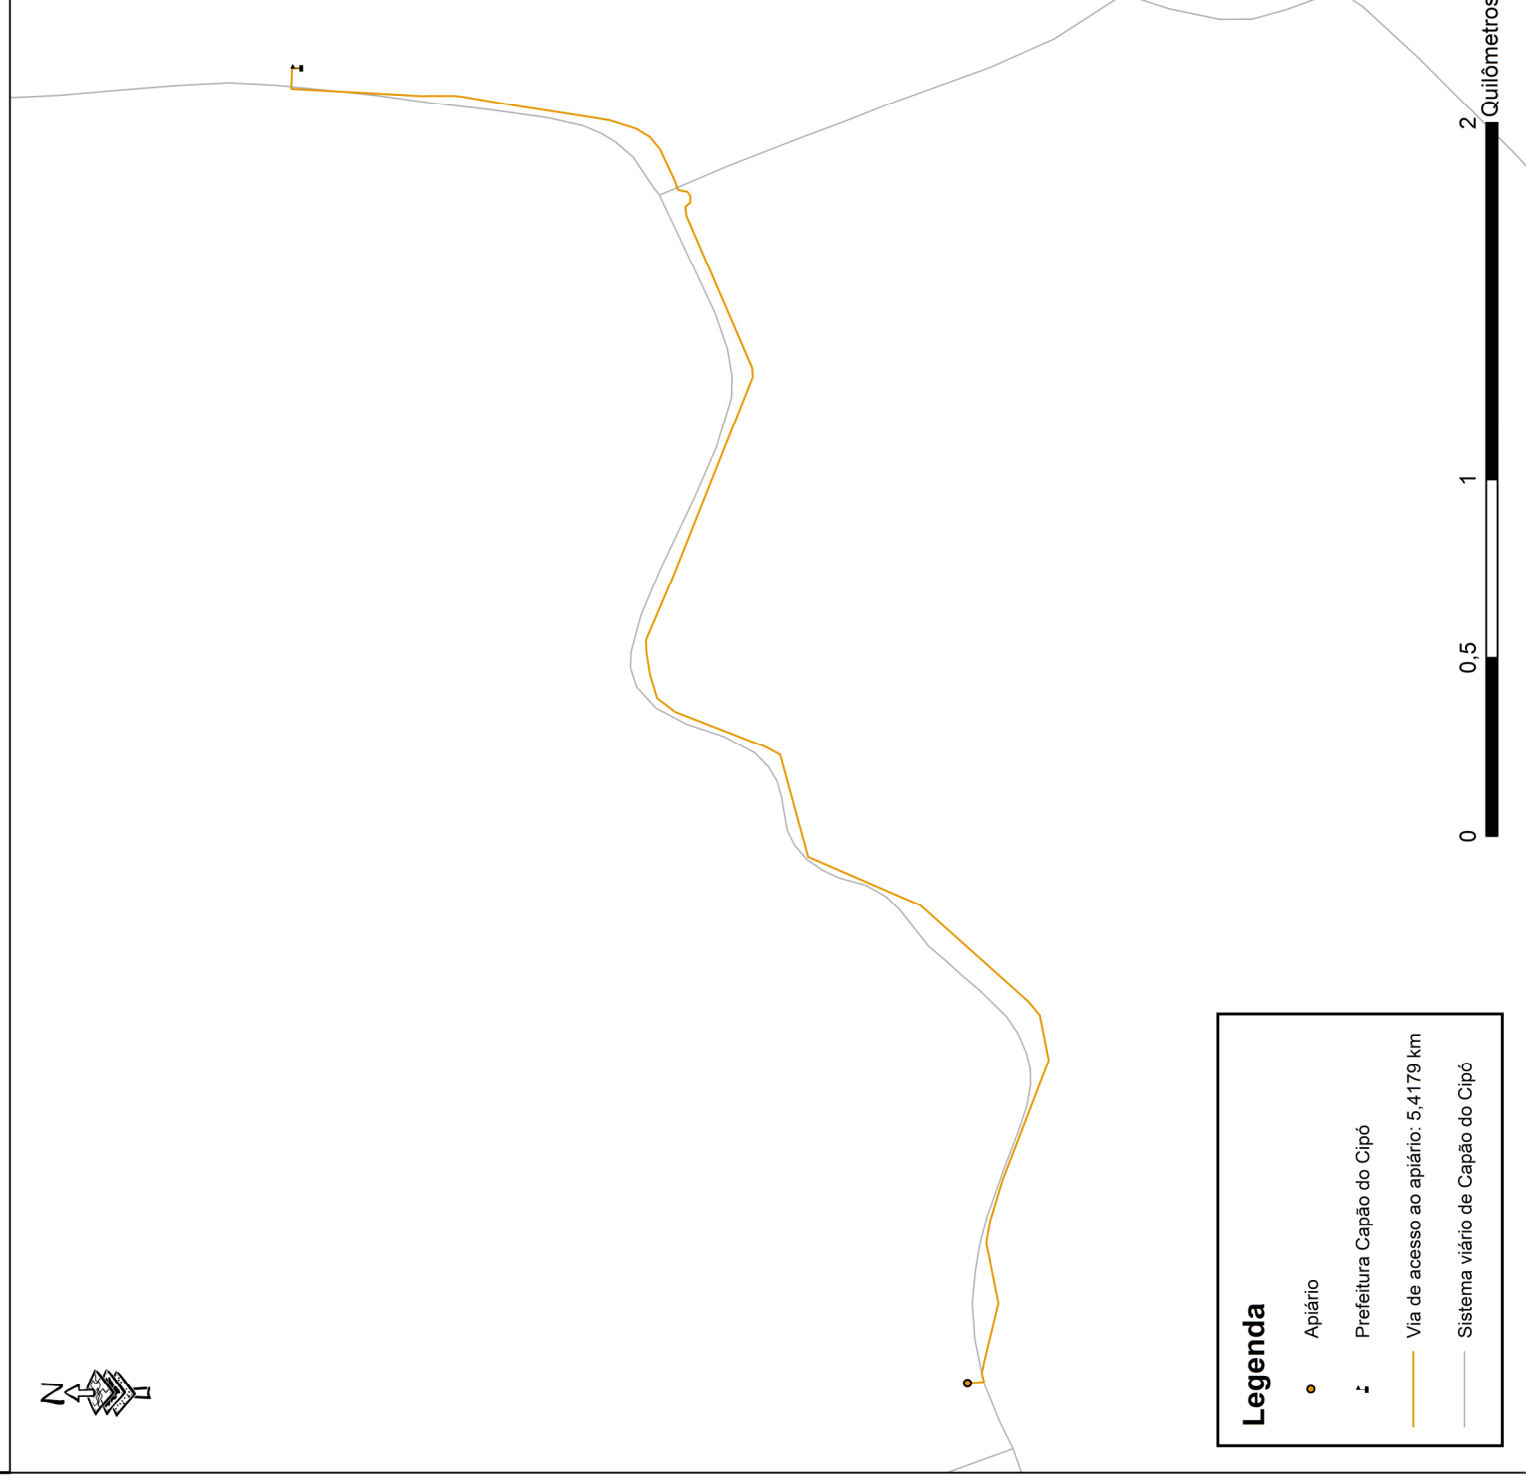 N
Legenda
Apiário
Prefeitura Capão do Cipó
Via de acesso ao apiário: 5,4179 km
Sistema viário de Capão do Cipó
0 0,5 1 2
Quilômetros